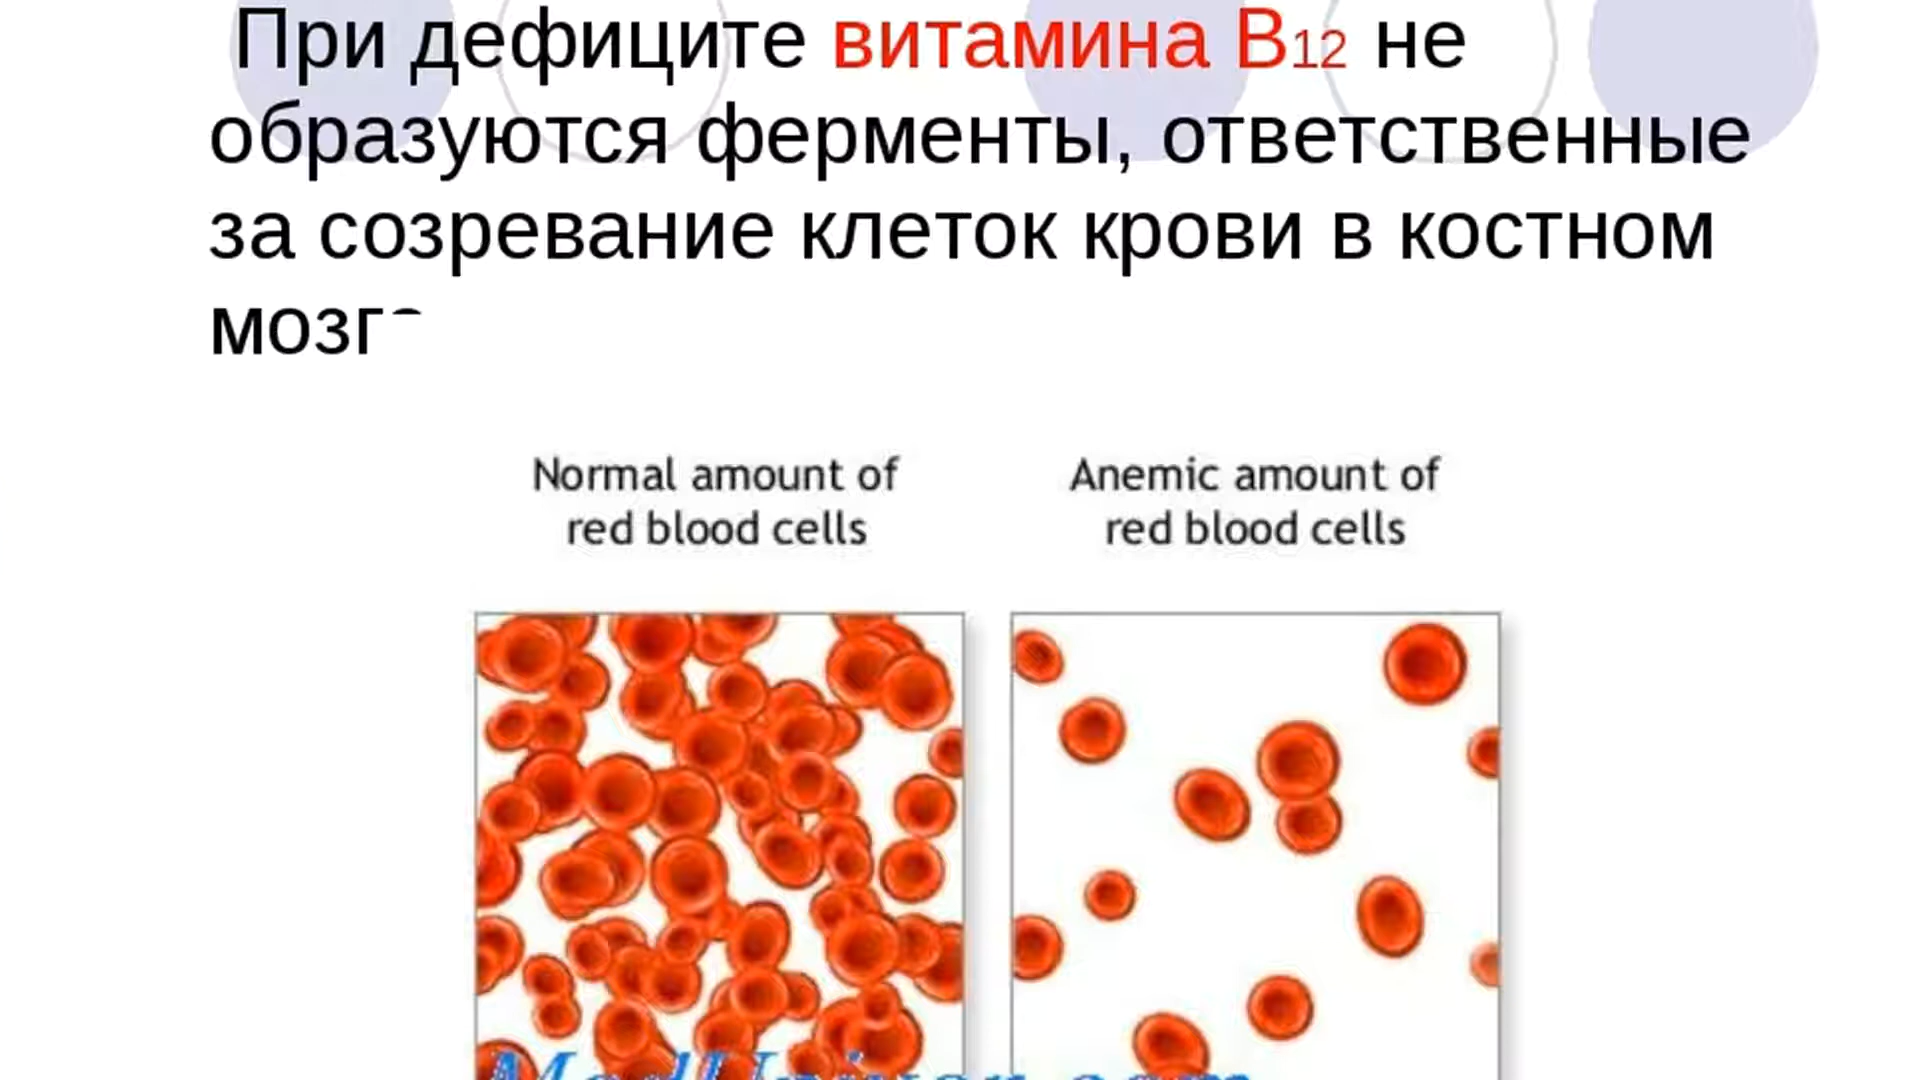 При дефиците витамина В12 не
образуются ферменты, ответственные
за созревание клеток крови в костном
Normal amount of
red blood cells
Anemic amount of
red blood cells